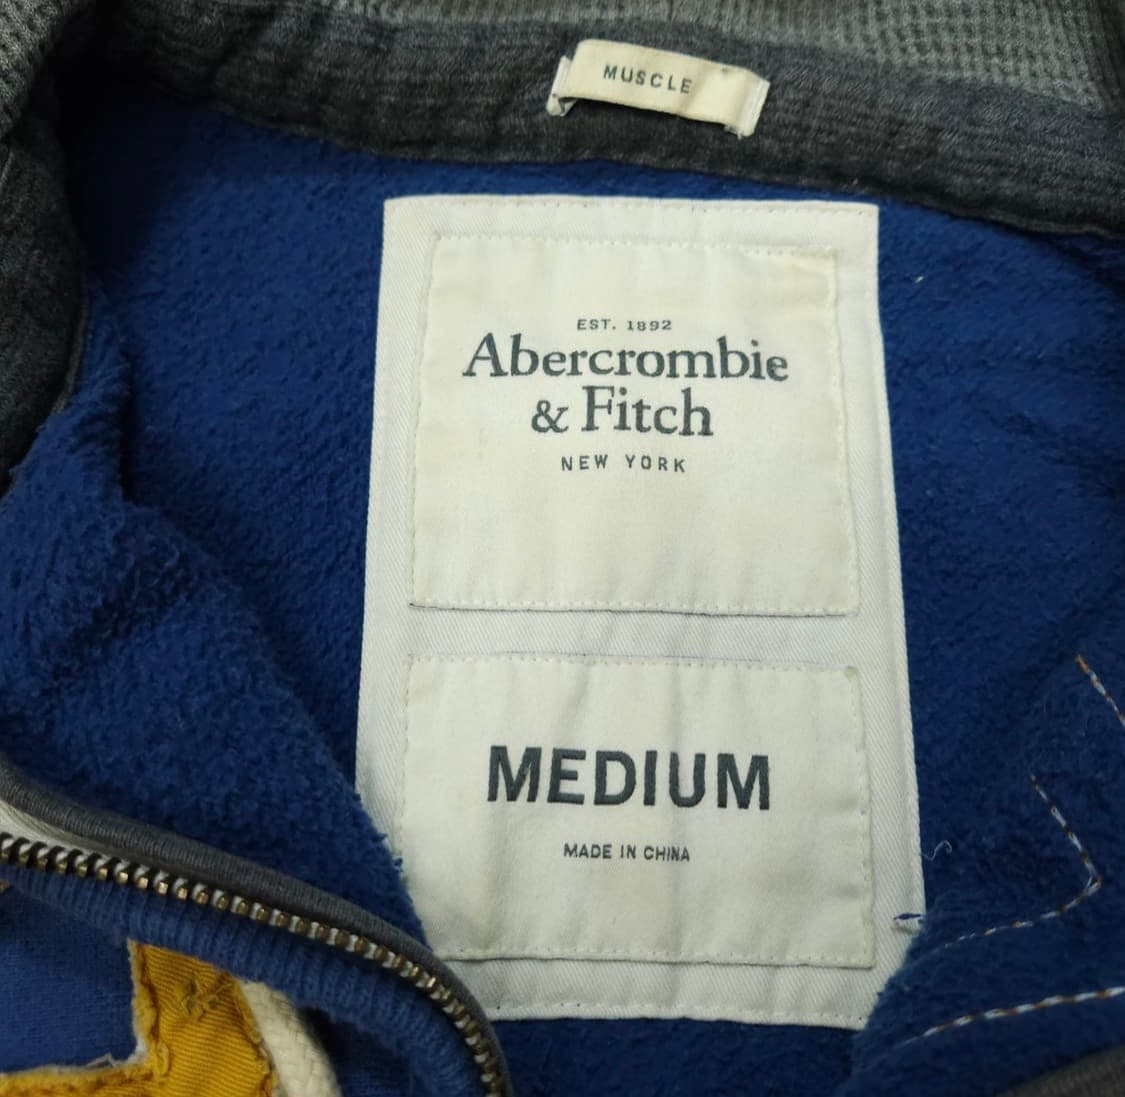 MUSCLE
EST. 1892
Abercrombie
& Fitch
NEW YORK
MEDIUM
MADE IN CHINA